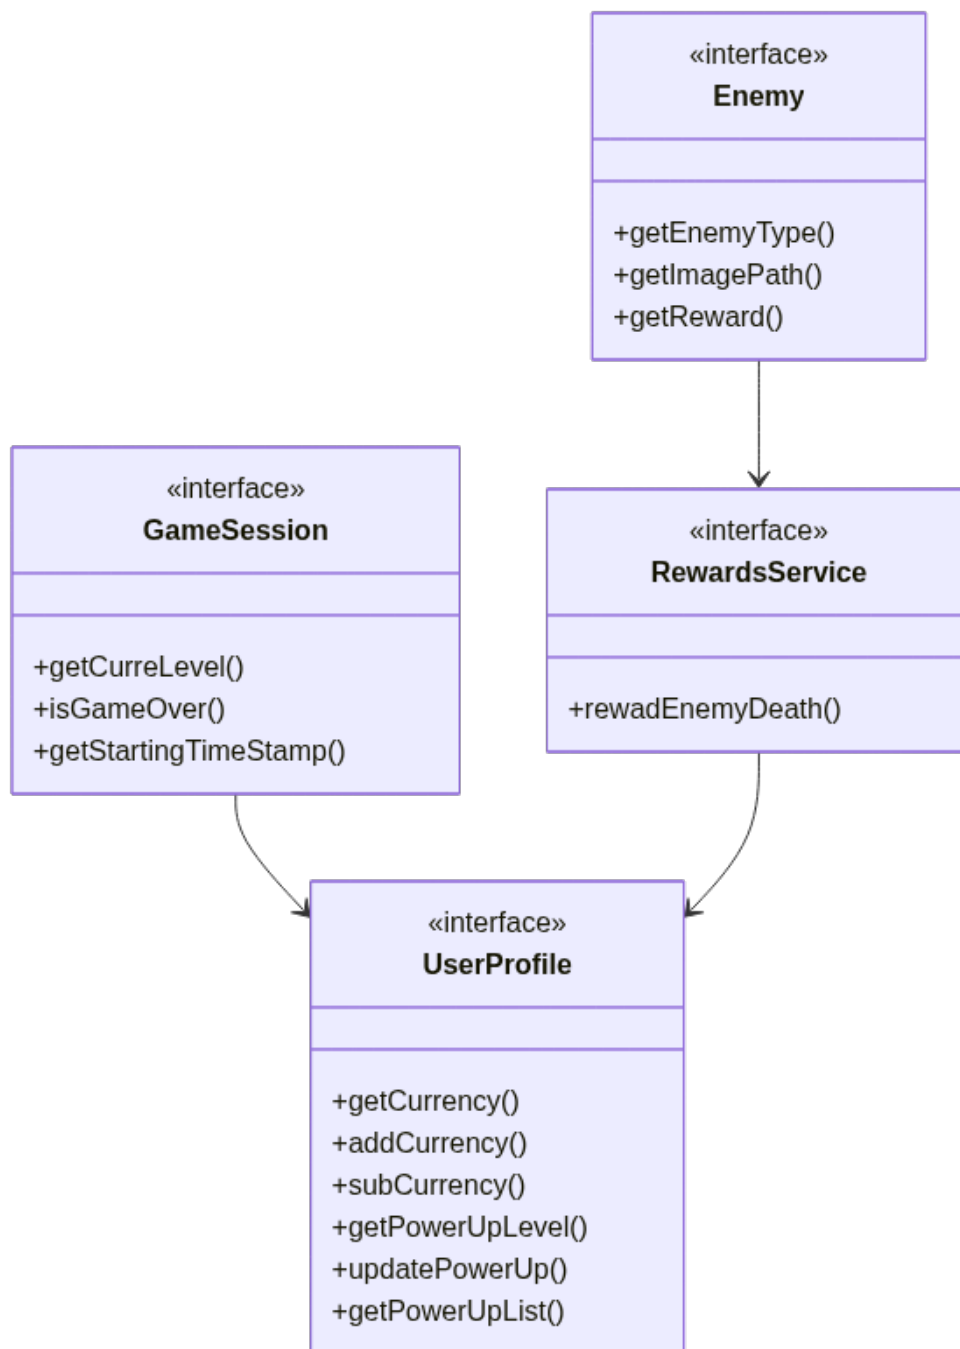 «interface»
Enemy
+getEnemyType()
+getImagePath()
+getReward()
«interface»
GameSession
+getCurreLevel()
+isGameOver()
+getStartingTimeStamp()
«interface»
RewardsService
+rewadEnemyDeath()
«interface»
UserProfile
+getCurrency()
+addCurrency()
+subCurrency()
+getPowerUpLevel()
+updatePowerUp()
+getPowerUpList()